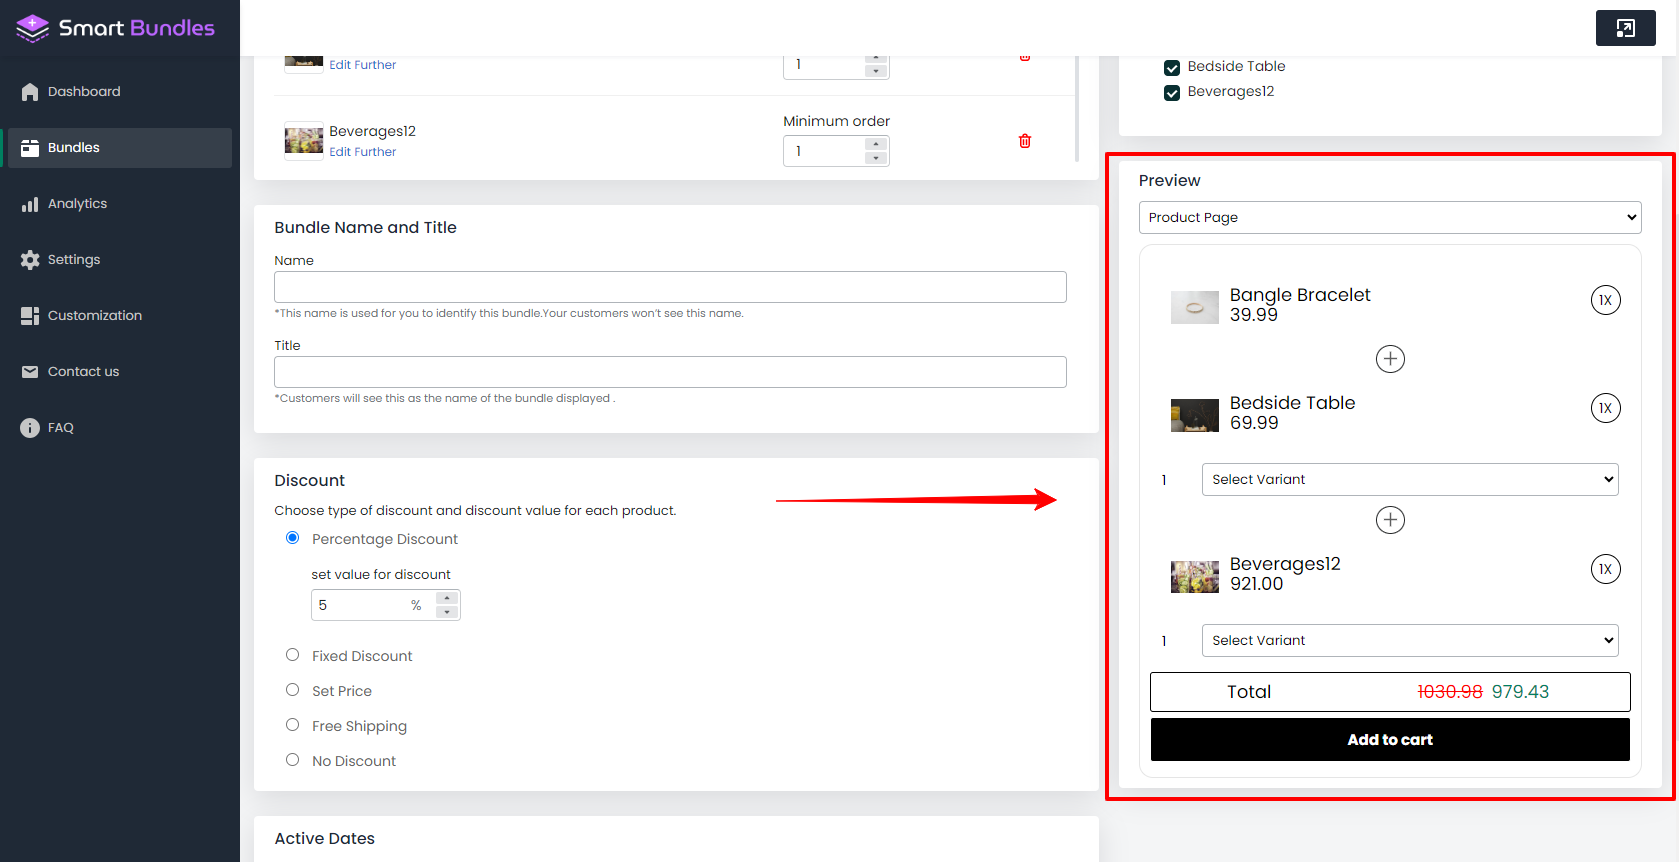 Smart Bundles
Dashboard
Bundles
Analytics
Settings
Customization
Contact us
FAQ
Edit Further
1
Beverages12
Edit Further
Minimum order
1
Bundle Name and Title
Name
*This name is used for you to identify this bundle.Your customers won't see this name.
Title
*Customers will see this as the name of the bundle displayed .
Discount
Choose type of discount and discount value for each product.
Percentage Discount
set value for discount
5 %
Fixed Discount
Set Price
Free Shipping
No Discount
Active Dates
Bedside Table
Beverages12
Preview
Product Page
Bangle Bracelet
39.99
1X
Bedside Table
69.99
1X
1 Select Variant
Beverages12
921.00
1X
1 Select Variant
Total 1030.98 979.43
Add to cart